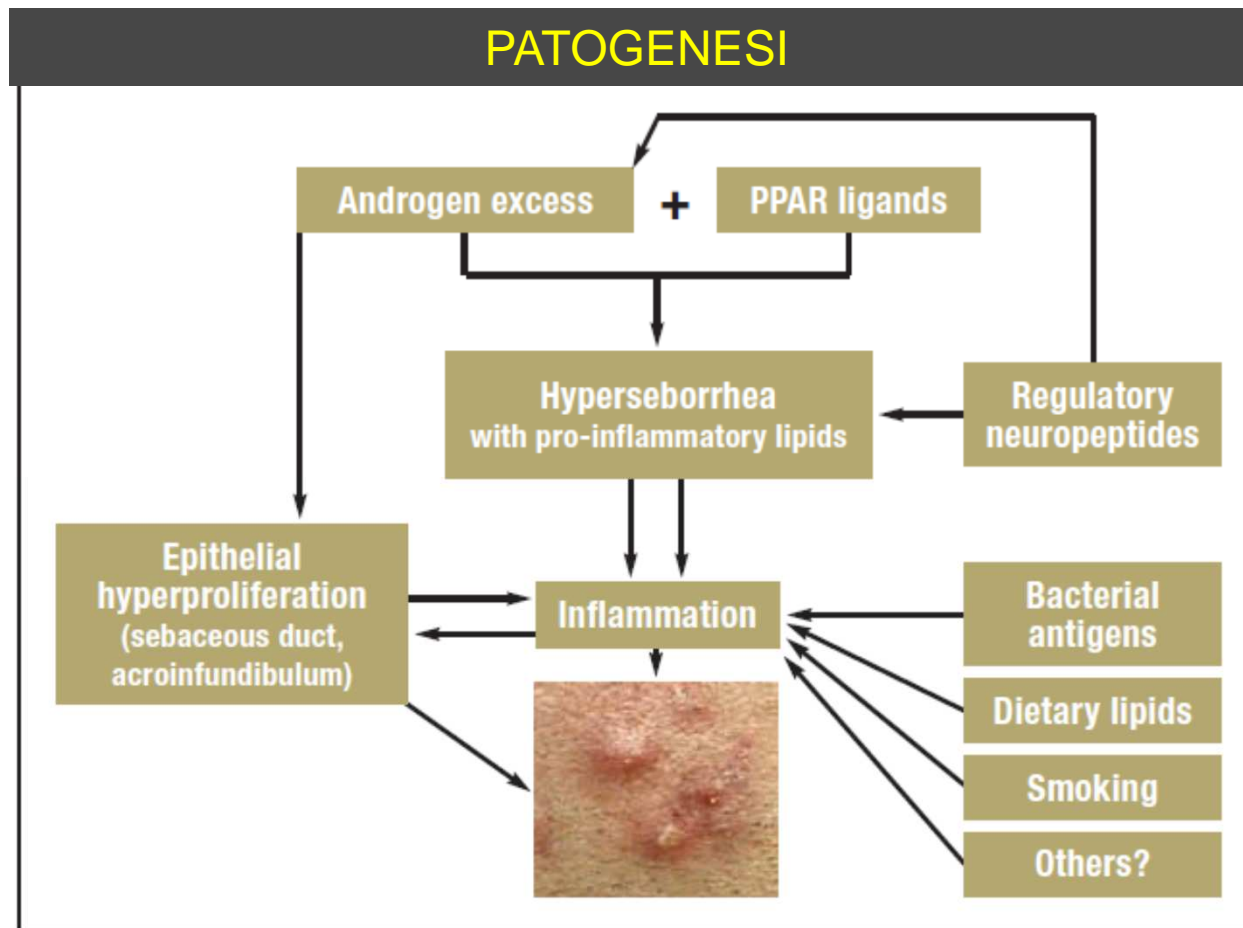 PATOGENESI
Androgen excess
+
PPAR ligands
Hyperseborrhea
with pro-inflammatory lipids
Regulatory
neuropeptides
Epithelial
hyperproliferation
(sebaceous duct,
acroinfundibulum)
Inflammation
Bacterial
antigens
Dietary lipids
Smoking
Others?